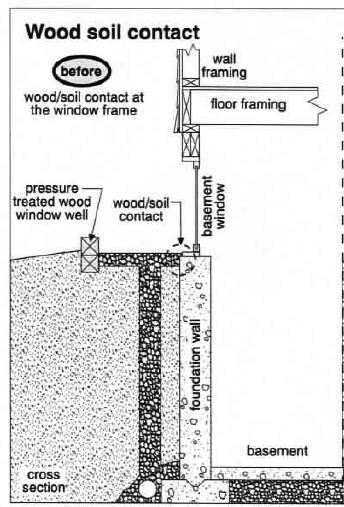 Wood soil contact
before
wood/soil contact at
the window frame
wall
framing
floor framing
pressure
treated wood
window well
wood/soil
contact
basement
window
foundation wall
basement
cross
section